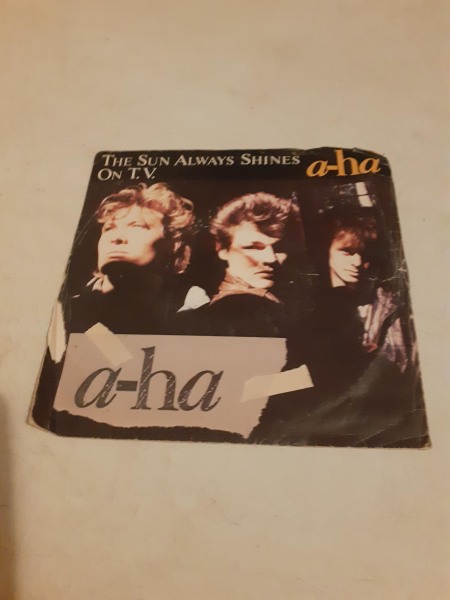 THE SUN ALWAYS SHINES
ON T.V.
a-ha
a-ha